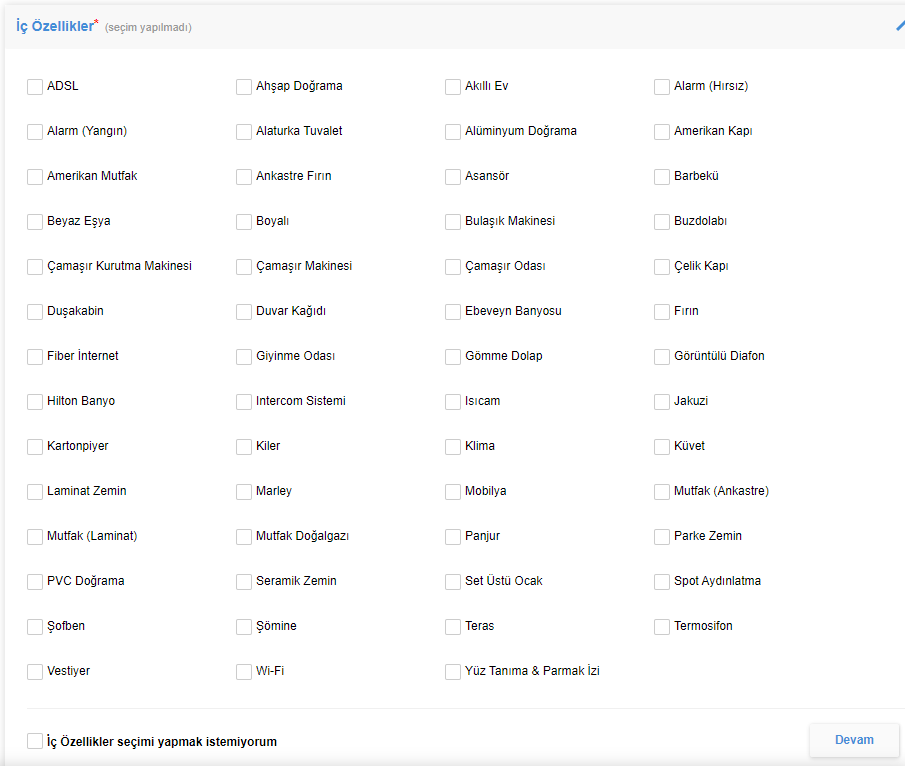 İç Özellikler* (seçim yapılmadı)
ADSL Ahşap Doğrama Akıllı Ev Alarm (Hırsız)
Alarm (Yangın) Alaturka Tuvalet Alüminyum Doğrama Amerikan Kapı
Amerikan Mutfak Ankastre Fırın Asansör Barbekü
Beyaz Eşya Boyalı Bulaşık Makinesi Buzdolabı
Çamaşır Kurutma Makinesi Çamaşır Makinesi Çamaşır Odası Çelik Kapı
Duşakabin Duvar Kağıdı Ebeveyn Banyosu Fırın
Fiber İnternet Giyinme Odası Gömme Dolap Görüntülü Diafon
Hilton Banyo Intercom Sistemi Isıcam Jakuzi
Kartonpiyer Kiler Klima Küvet
Laminat Zemin Marley Mobilya Mutfak (Ankastre)
Mutfak (Laminat) Mutfak Doğalgazı Panjur Parke Zemin
PVC Doğrama Seramik Zemin Set Üstü Ocak Spot Aydınlatma
Şofben Şömine Teras Termosifon
Vestiyer Wi-Fi Yüz Tanıma & Parmak İzi
İç Özellikler seçimi yapmak istemiyorum Devam